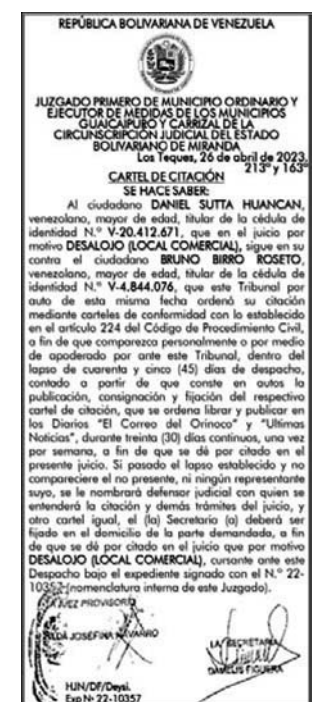 REPÚBLICA BOLIVARIANA DE VENEZUELA
JUZGADO PRIMERO DE MUNICIPIO ORDINARIO Y
EJECUTOR DE MEDIDAS DE LOS MUNICIPIOS
GUAICAIPURO Y CARRIZAL DE LA
CIRCUNSCRIPCIÓN JUDICIAL DEL ESTADO
BOLIVARIANO DE MIRANDA
Los Teques, 26 de abril de 2023.
213º y 163º
CARTEL DE CITACIÓN
SE HACE SABER:
Al ciudadano DANIEL SUTTA HUANCAN,
venezolano, mayor de edad, titular de la cédula de
identidad N.º V-20.412.671, que en el juicio por
motivo DESALOJO (LOCAL COMERCIAL), sigue en su
contra el ciudadano BRUNO BIRRO ROSETO,
venezolano, mayor de edad, titular de la cédula de
identidad N.º V-4.844.076, que este Tribunal por
auto de esta misma fecha ordenó su citación
mediante carteles de conformidad con lo establecido
en el artículo 224 del Código de Procedimiento Civil,
a fin de que comparezca personalmente o por medio
de apoderado por ante este Tribunal, dentro del
lapso de cuarenta y cinco (45) días de despacho,
contado a partir de que conste en autos la
publicación, consignación y fijación del respectivo
cartel de citación, que se ordena librar y publicar en
los Diarios "El Correo del Orinoco" y "Ultimas
Noticias", durante treinta (30) días continuos, una vez
por semana, a fin de que se dé por citado en el
presente juicio. Si pasado el lapso establecido y no
compareciere el no presente, ni ningún representante
suyo, se le nombrará defensor judicial con quien se
entenderá la citación y demás trámites del juicio, y
otro cartel igual, el (la) Secretario (a) deberá ser
fijado en el domicilio de la parte demandada, a fin
de que se dé por citado en el juicio que por motivo
DESALOJO (LOCAL COMERCIAL), cursante ante este
Despacho bajo el expediente signado con el N.º 22-
10357 (nomenclatura interna de este Juzgado).
JUEZ PROVISORIO
JOSEFINA NAVARRO
LA SECRETARIA
DAMELIS FIGUERA
HJN/DF/Deysi.
Exp Nº 22-10357